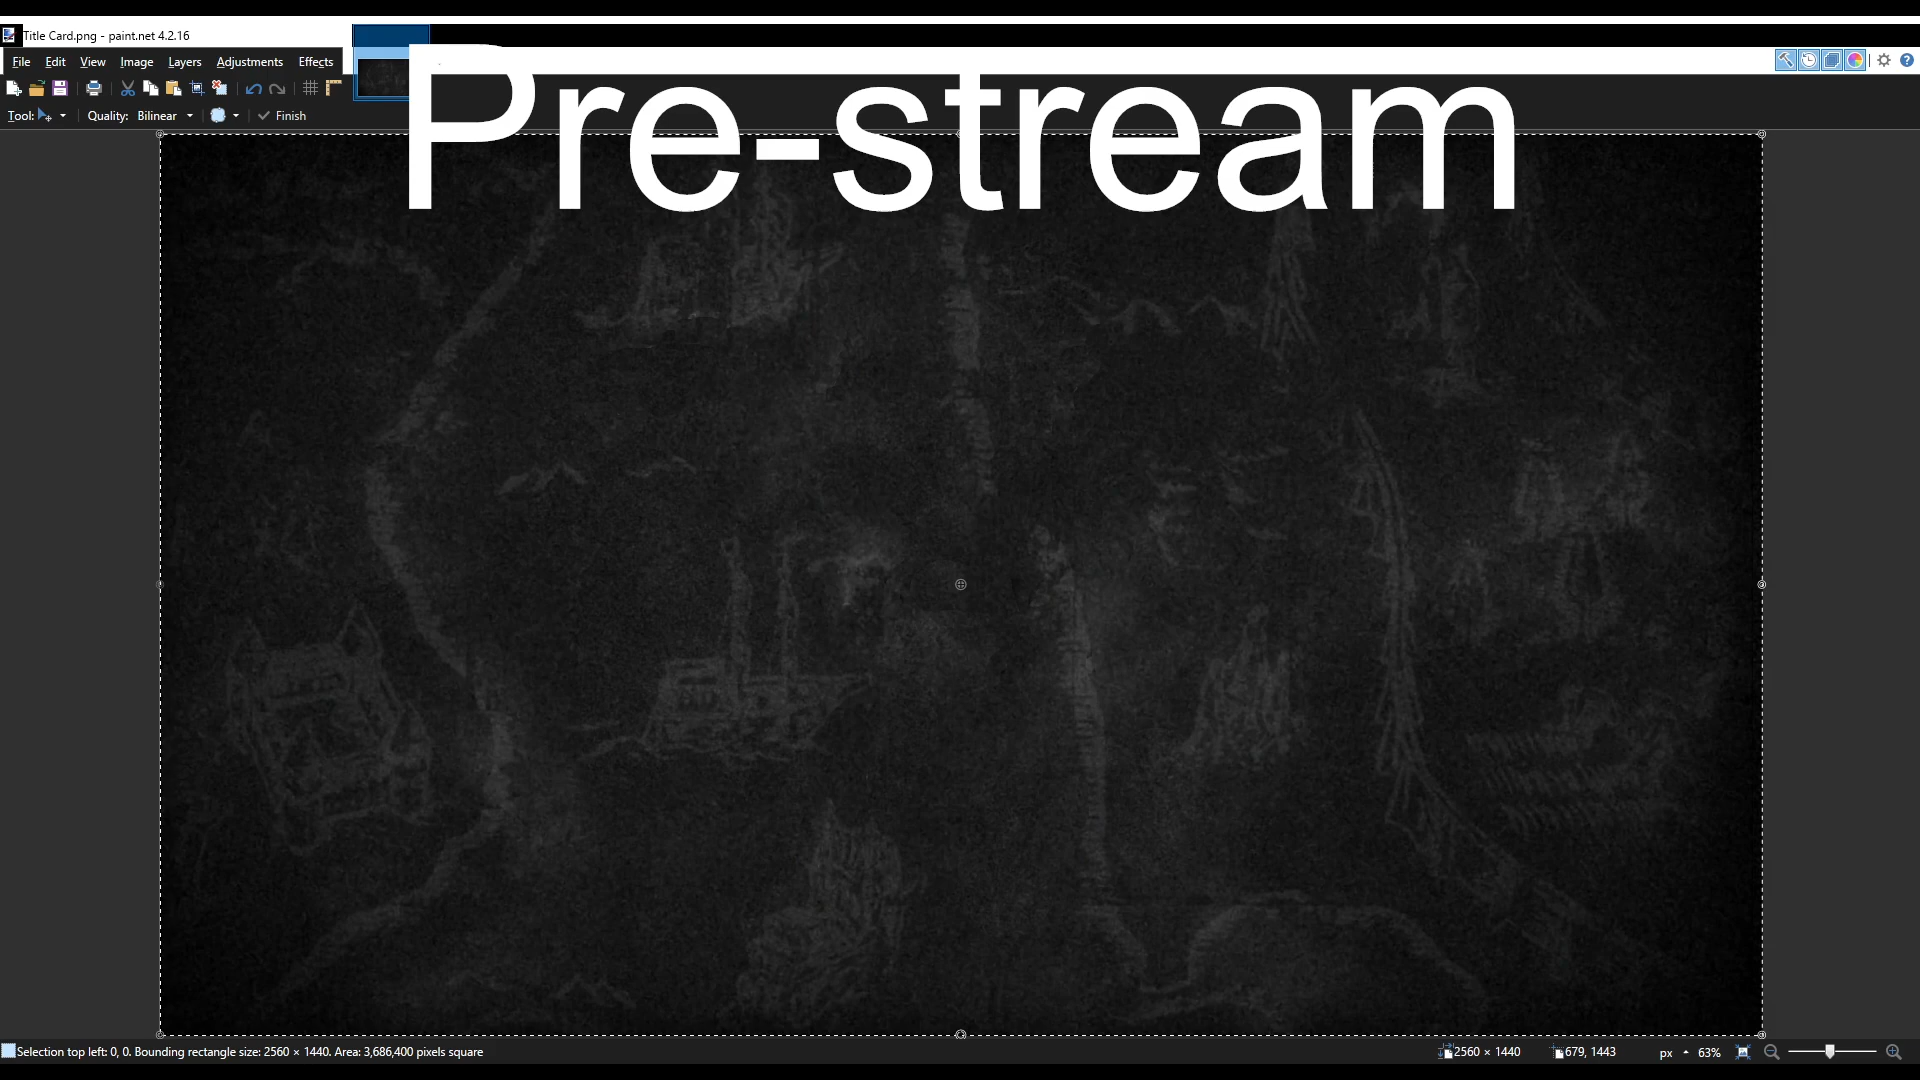 Title Card.png - paint.net 4.2.16
File Edit View Image Layers Adjustments Effects
Pre-stream
Tool: Quality: Bilinear Finish
Selection top left: 0, 0. Bounding rectangle size: 2560 × 1440. Area: 3,686,400 pixels square 2560 × 1440 679, 1443 px 63%